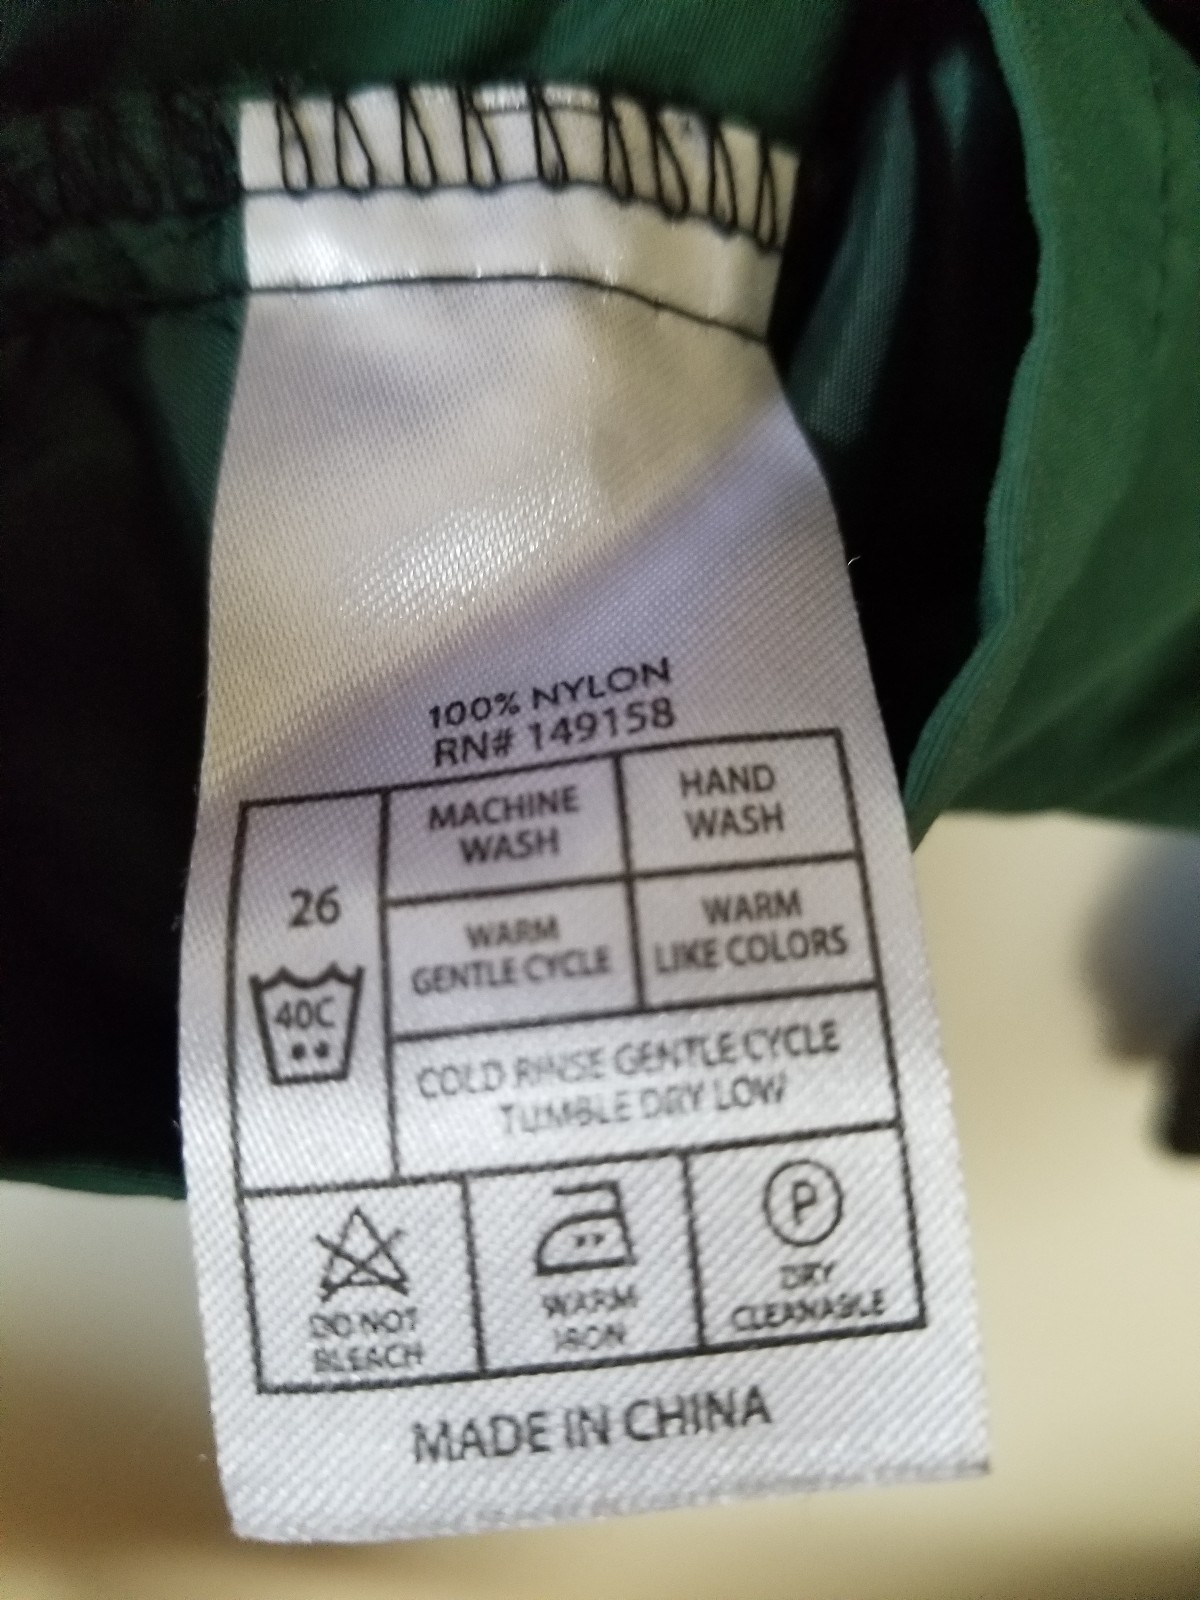 100% NYLON
RN# 149158
26
40C
MACHINE
WASH
HAND
WASH
WARM
GENTLE CYCLE
WARM
LIKE COLORS
COLD RINSE GENTLE CYCLE
TUMBLE DRY LOW
DO NOT
BLEACH
WARM
IRON
P
DRY
CLEANABLE
MADE IN CHINA